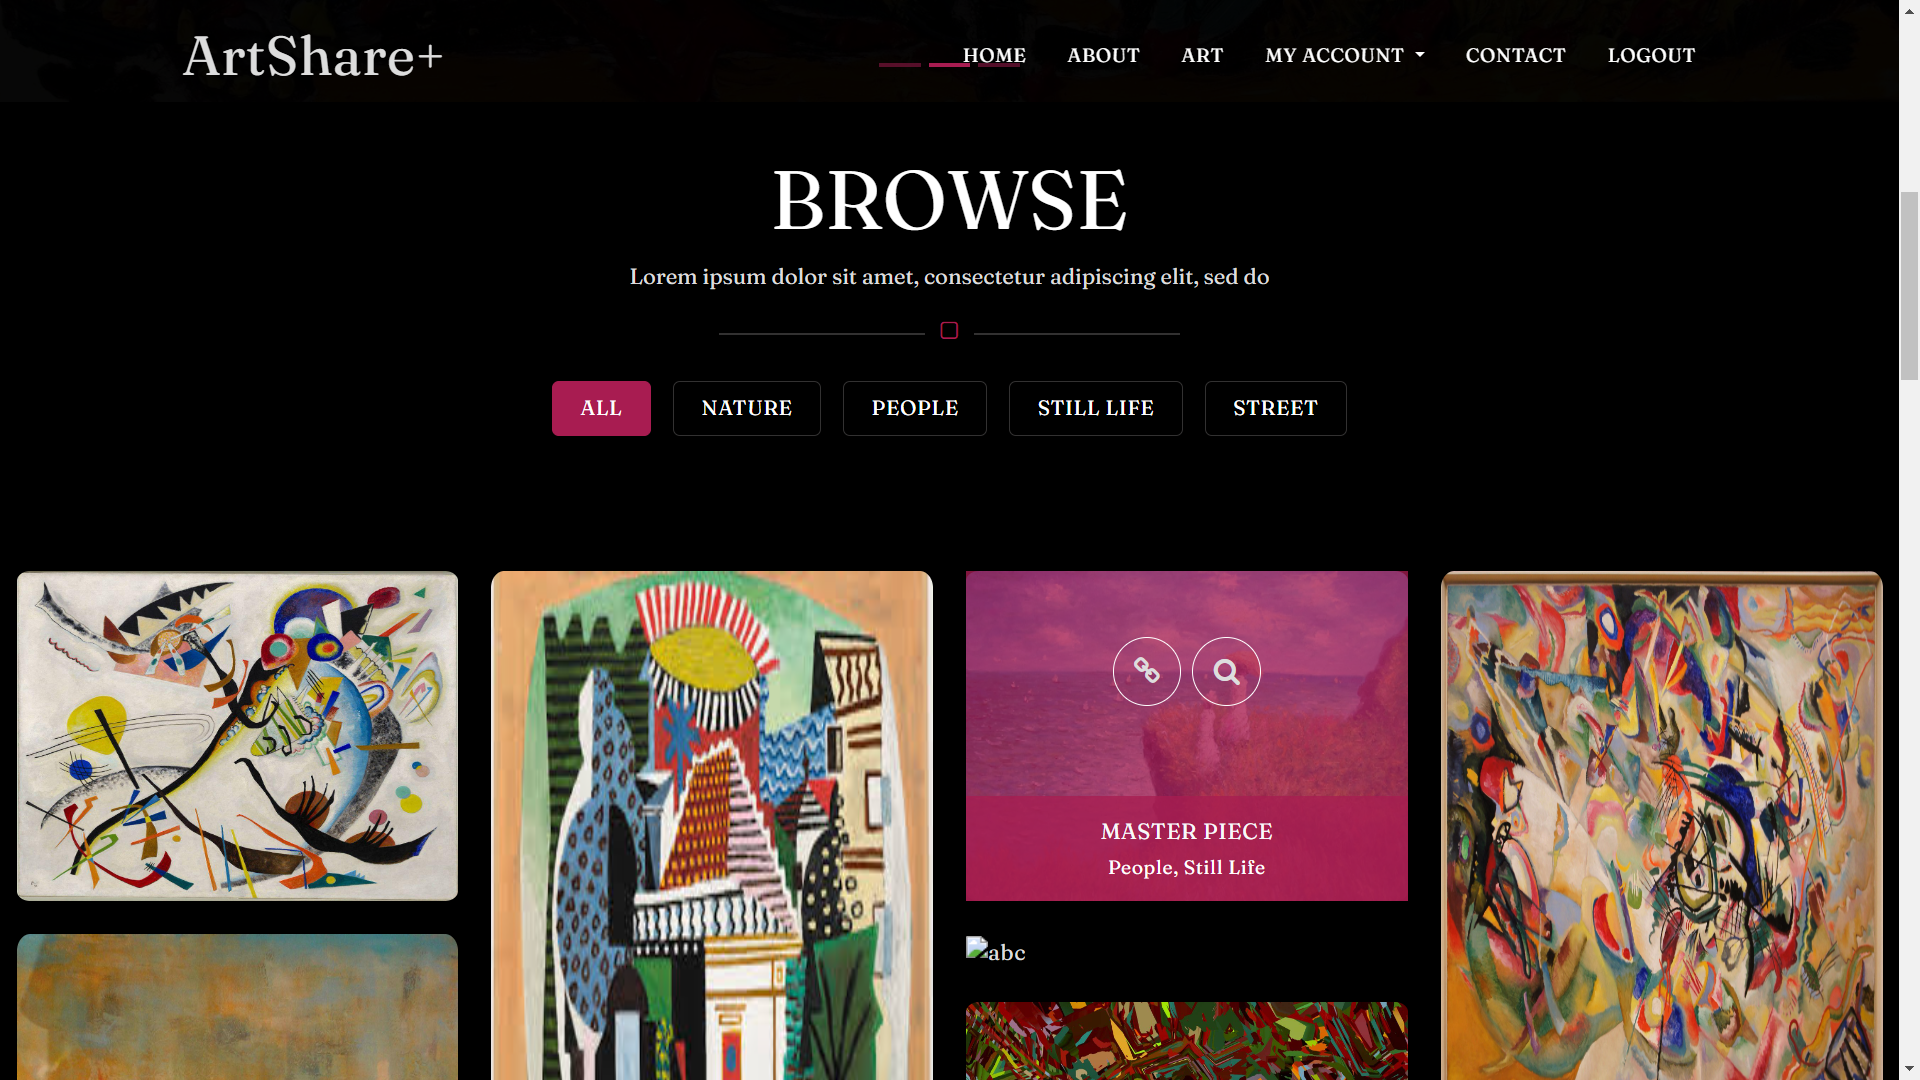 ArtShare+
HOME ABOUT ART MY ACCOUNT CONTACT LOGOUT
BROWSE
Lorem ipsum dolor sit amet, consectetur adipiscing elit, sed do
ALL NATURE PEOPLE STILL LIFE STREET
MASTER PIECE
People, Still Life
abc